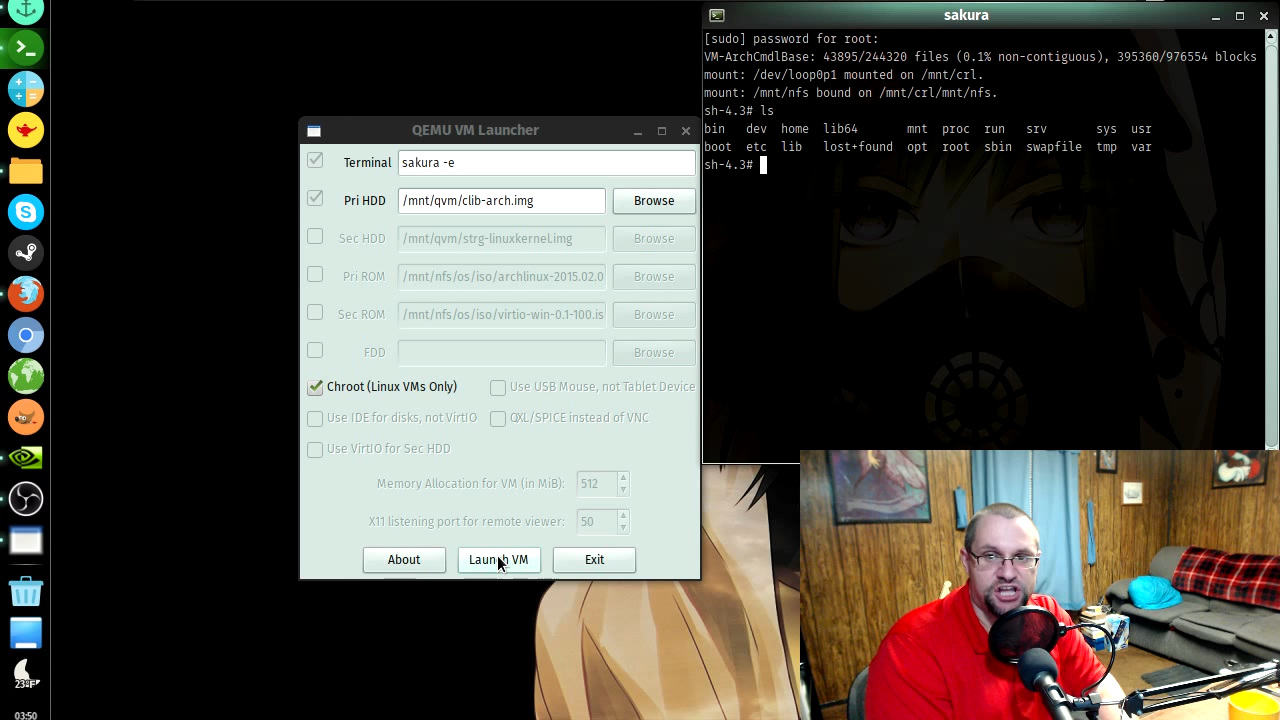 sakura
[sudo] password for root:
VM-ArchCmdlBase: 43895/244320 files (0.1% non-contiguous), 395360/976554 blocks
mount: /dev/loop0p1 mounted on /mnt/crl.
mount: /mnt/nfs bound on /mnt/crl/mnt/nfs.
sh-4.3# ls
bin dev home lib64 mnt proc run srv sys usr
boot etc lib lost+found opt root sbin swapfile tmp var
sh-4.3#
QEMU VM Launcher
Terminal sakura -e
Pri HDD /mnt/qvm/clib-arch.img Browse
Sec HDD /mnt/qvm/strg-linuxkernel.img Browse
Pri ROM /mnt/nfs/os/iso/archlinux-2015.02.0 Browse
Sec ROM /mnt/nfs/os/iso/virtio-win-0.1-100.is Browse
FDD Browse
Chroot (Linux VMs Only) Use USB Mouse, not Tablet Device
Use IDE for disks, not VirtIO QXL/SPICE instead of VNC
Use VirtIO for Sec HDD
Memory Allocation for VM (in MiB): 512
X11 listening port for remote viewer: 50
About Launch VM Exit
23°F
03:50